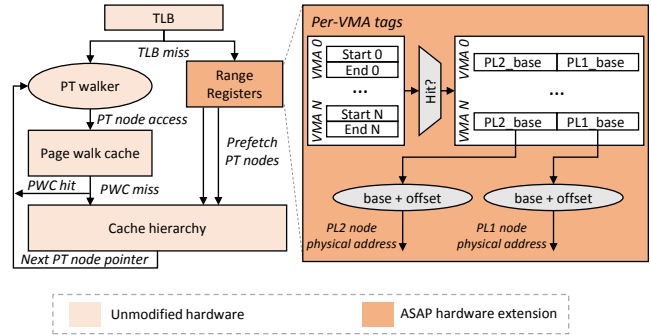 TLB
TLB miss
PT walker
Range
Registers
PT node access
Page walk cache
Prefetch
PT nodes
PWC hit
PWC miss
Cache hierarchy
Next PT node pointer
Per-VMA tags
VMA 0
Start 0
End 0
...
VMA N
Start N
End N
Hit?
VMA 0
PL2_base
PL1_base
...
VMA N
PL2_base
PL1_base
base + offset
base + offset
PL2 node
physical address
PL1 node
physical address
Unmodified hardware
ASAP hardware extension